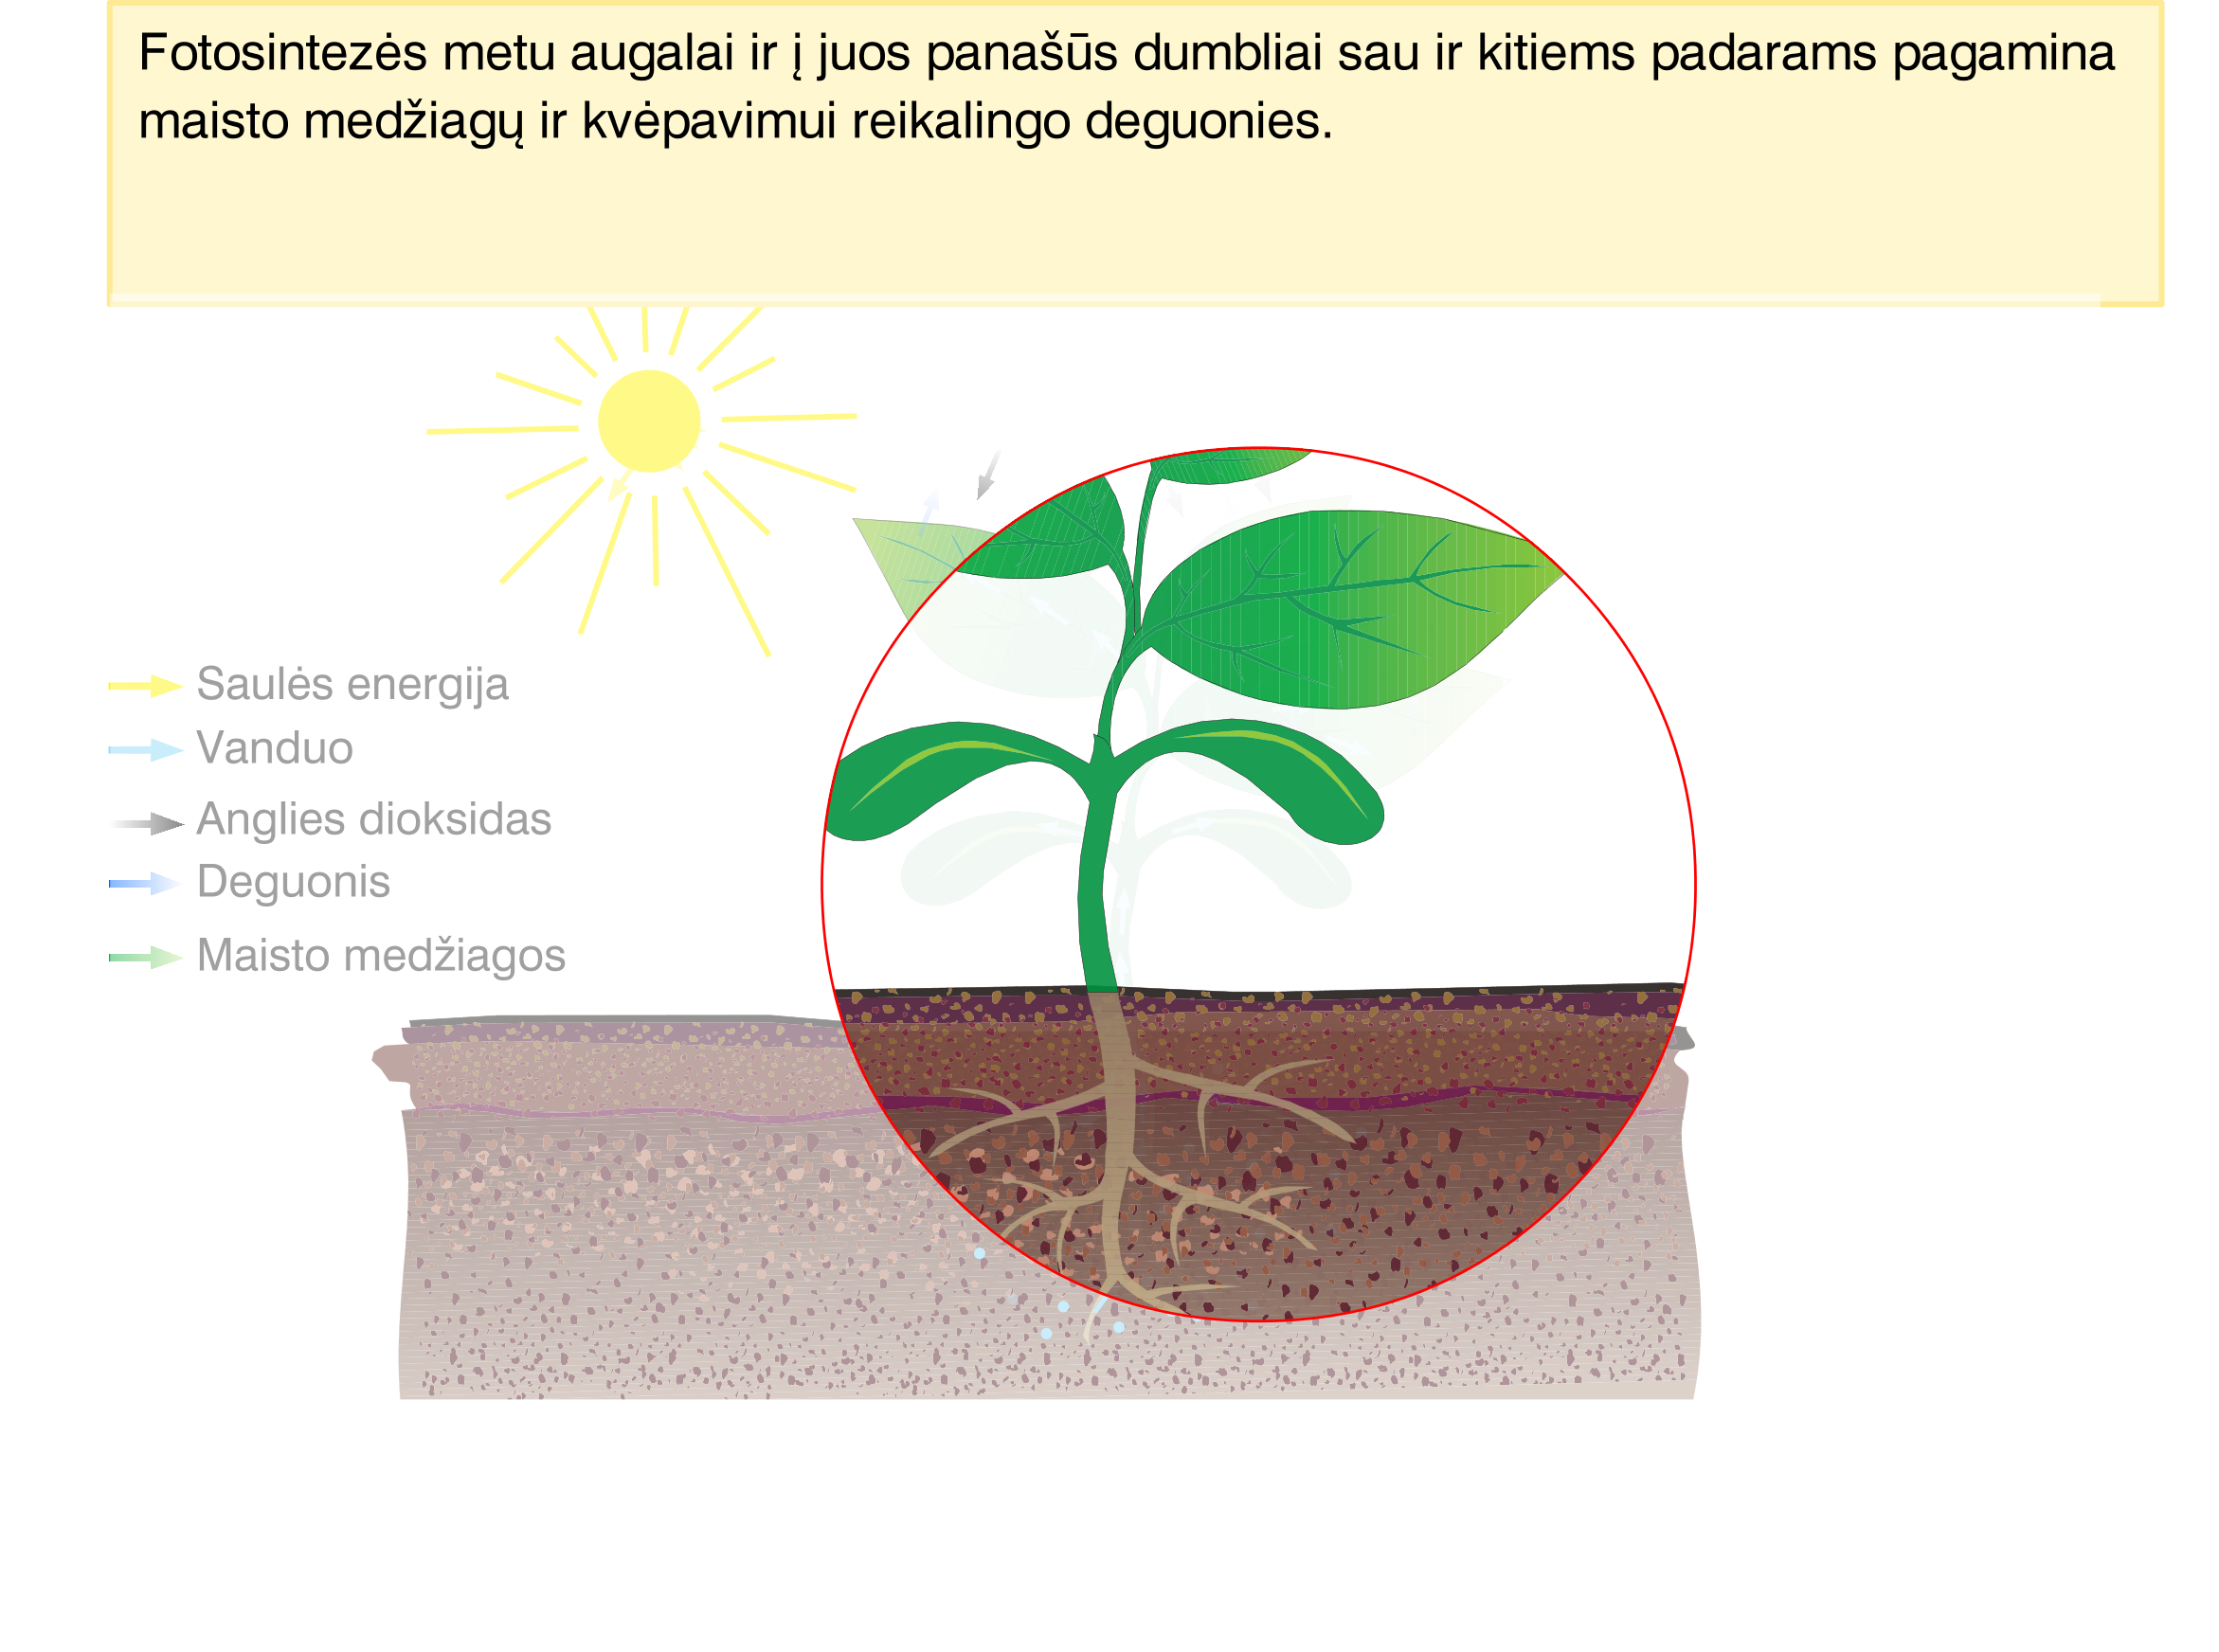 Fotosintezės metu augalai ir į juos panašūs dumbliai sau ir kitiems padarams pagamina
maisto medžiagų ir kvėpavimui reikalingo deguonies.
Saulės energija
Vanduo
Anglies dioksidas
Deguonis
Maisto medžiagos